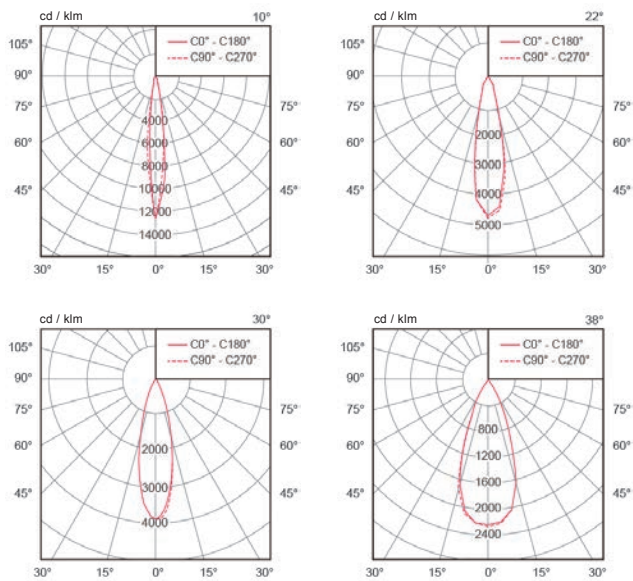 cd / klm 10°
C0° - C180°
C90° - C270°
105°
90°
75° 75°
60° 60°
45° 45°
4000
6000
8000
10000
12000
14000
30° 15° 0° 15° 30°
cd / klm 22°
C0° - C180°
C90° - C270°
105°
90°
75° 75°
60° 60°
45° 45°
2000
3000
4000
5000
30° 15° 0° 15° 30°
cd / klm 30°
C0° - C180°
C90° - C270°
105°
90°
75° 75°
60° 60°
45° 45°
2000
3000
4000
30° 15° 0° 15° 30°
cd / klm 38°
C0° - C180°
C90° - C270°
105°
90°
75° 75°
60° 60°
45° 45°
800
1200
1600
2000
2400
30° 15° 0° 15° 30°